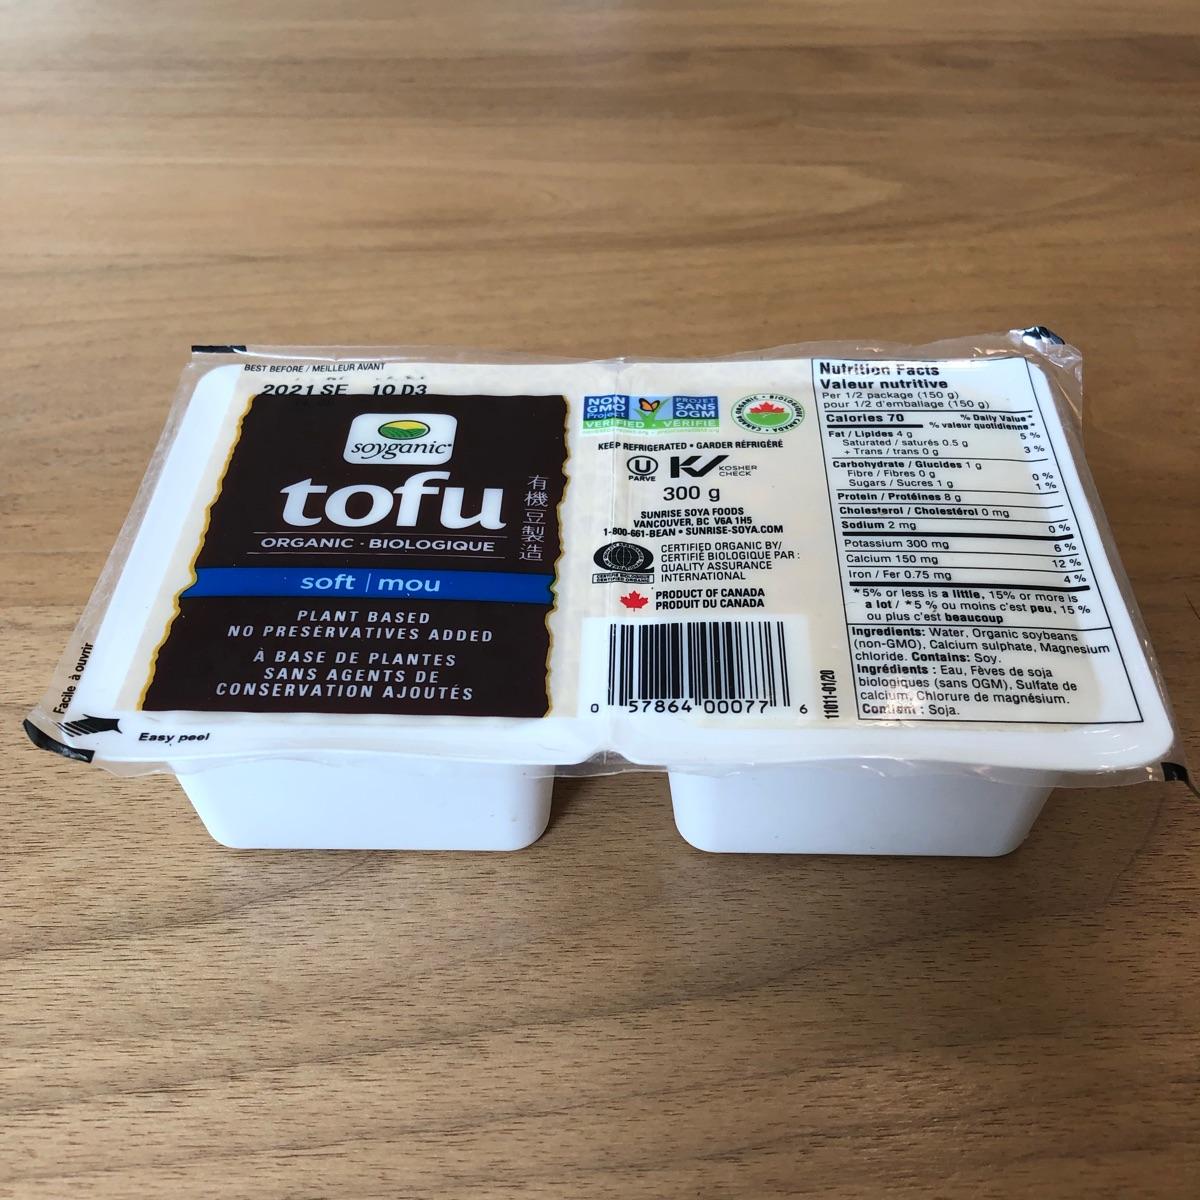 BEST BEFORE / MEILLEUR AVANT
2021 SE 10 D3
soyganic
tofu
有機豆製造
ORGANIC · BIOLOGIQUE
soft | mou
PLANT BASED
NO PRESERVATIVES ADDED
À BASE DE PLANTES
SANS AGENTS DE
CONSERVATION AJOUTÉS
Facile à ouvrir
Easy peel
NON
GMO
Project
VERIFIED
PROJET
SANS
OGM
VÉRIFIÉ
CANADA ORGANIC • BIOLOGIQUE CANADA
KEEP REFRIGERATED • GARDER RÉFRIGÉRÉ
U
PARVE
KV
KOSHER
CHECK
300 g
SUNRISE SOYA FOODS
VANCOUVER, BC V6A 1H5
1-800-661-BEAN • SUNRISE-SOYA.COM
CERTIFIED ORGANIC BY/
CERTIFIÉ BIOLOGIQUE PAR :
QUALITY ASSURANCE
INTERNATIONAL
PRODUCT OF CANADA
PRODUIT DU CANADA
0 57864 00077 6
11011-01/20
Nutrition Facts
Valeur nutritive
Per 1/2 package (150 g)
pour 1/2 d'emballage (150 g)
Calories 70
% Daily Value*
% valeur quotidienne*
Fat / Lipides 4 g 5 %
Saturated / saturés 0.5 g
+ Trans / trans 0 g 3 %
Carbohydrate / Glucides 1 g
Fibre / Fibres 0 g 0 %
Sugars / Sucres 1 g 1 %
Protein / Protéines 8 g
Cholesterol / Cholestérol 0 mg
Sodium 2 mg 0 %
Potassium 300 mg 6 %
Calcium 150 mg 12 %
Iron / Fer 0.75 mg 4 %
*5% or less is a little, 15% or more is
a lot / *5 % ou moins c'est peu, 15 %
ou plus c'est beaucoup
Ingredients: Water, Organic soybeans
(non-GMO), Calcium sulphate, Magnesium
chloride. Contains: Soy.
Ingrédients : Eau, Fèves de soja
biologiques (sans OGM), Sulfate de
calcium, Chlorure de magnésium.
Contient : Soja.